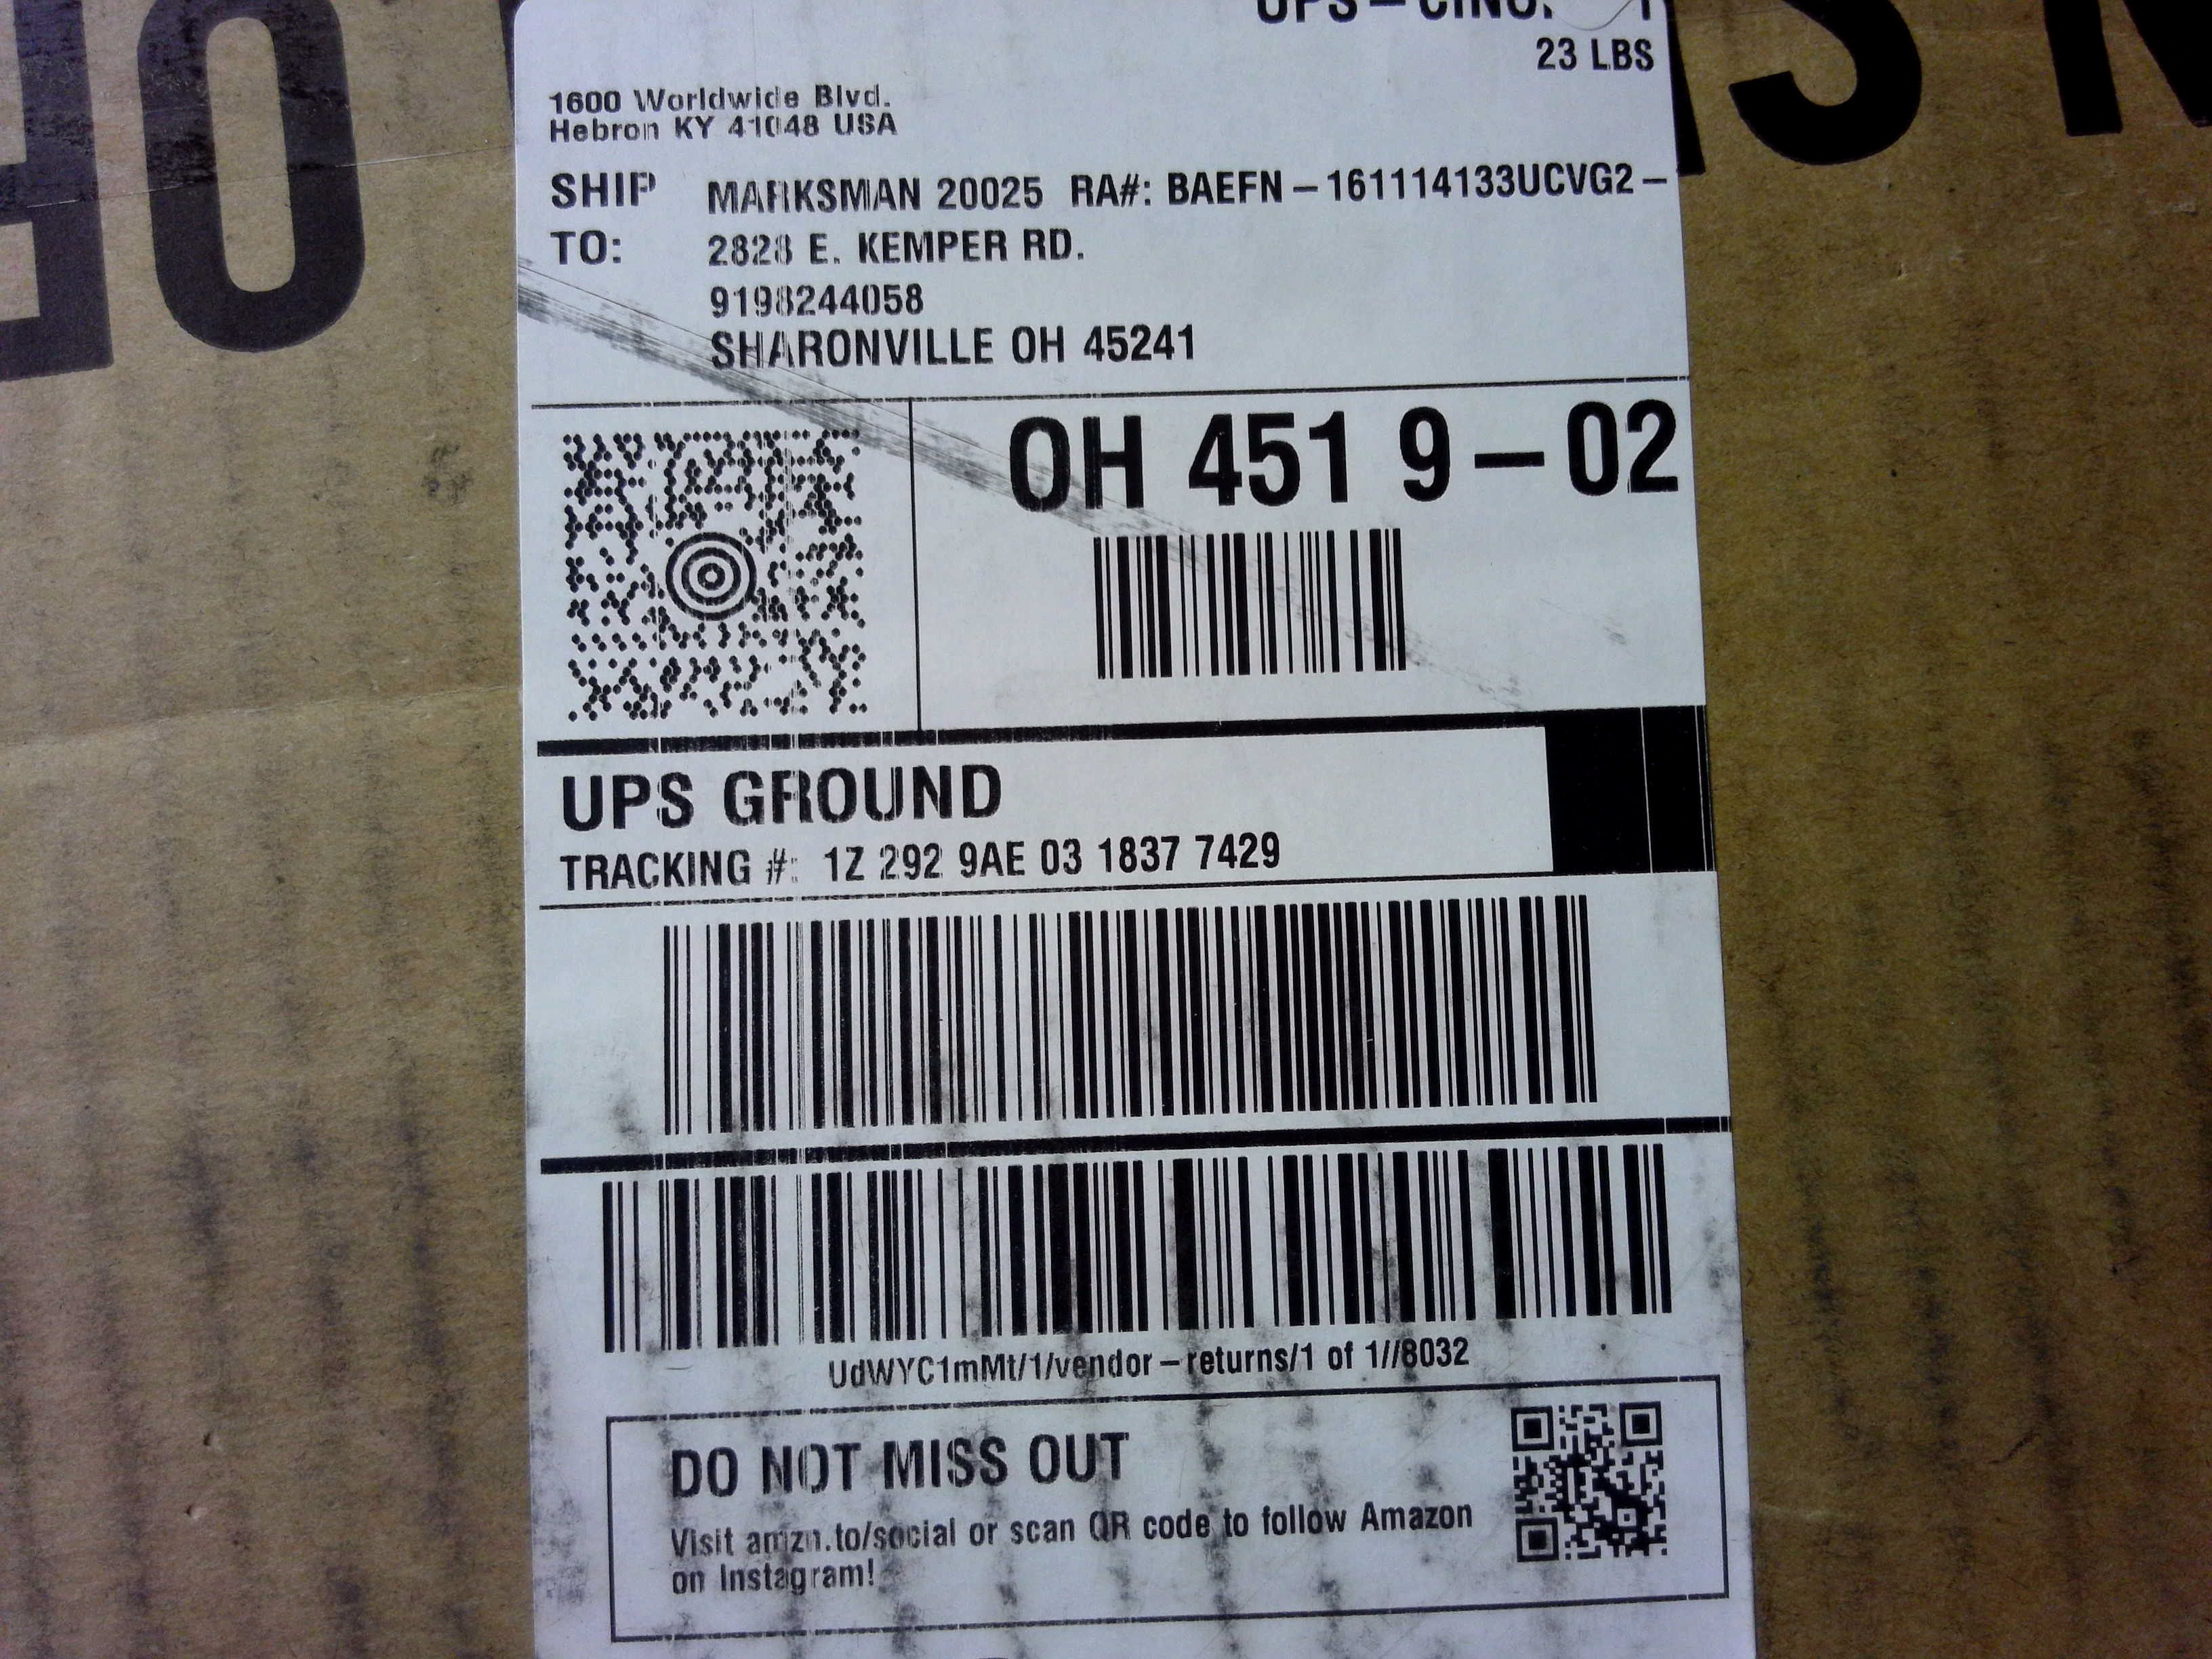 23 LBS
1600 Worldwide Blvd.
Hebron KY 41048 USA
SHIP MARKSMAN 20025 RA#: BAEFN – 161114133UCVG2 –
TO: 2828 E. KEMPER RD.
9198244058
SHARONVILLE OH 45241
OH 451 9 – 02
UPS GROUND
TRACKING #: 1Z 292 9AE 03 1837 7429
UdWYC1mMt/1/vendor – returns/1 of 1//8032
DO NOT MISS OUT
Visit amzn.to/social or scan QR code to follow Amazon
on Instagram!